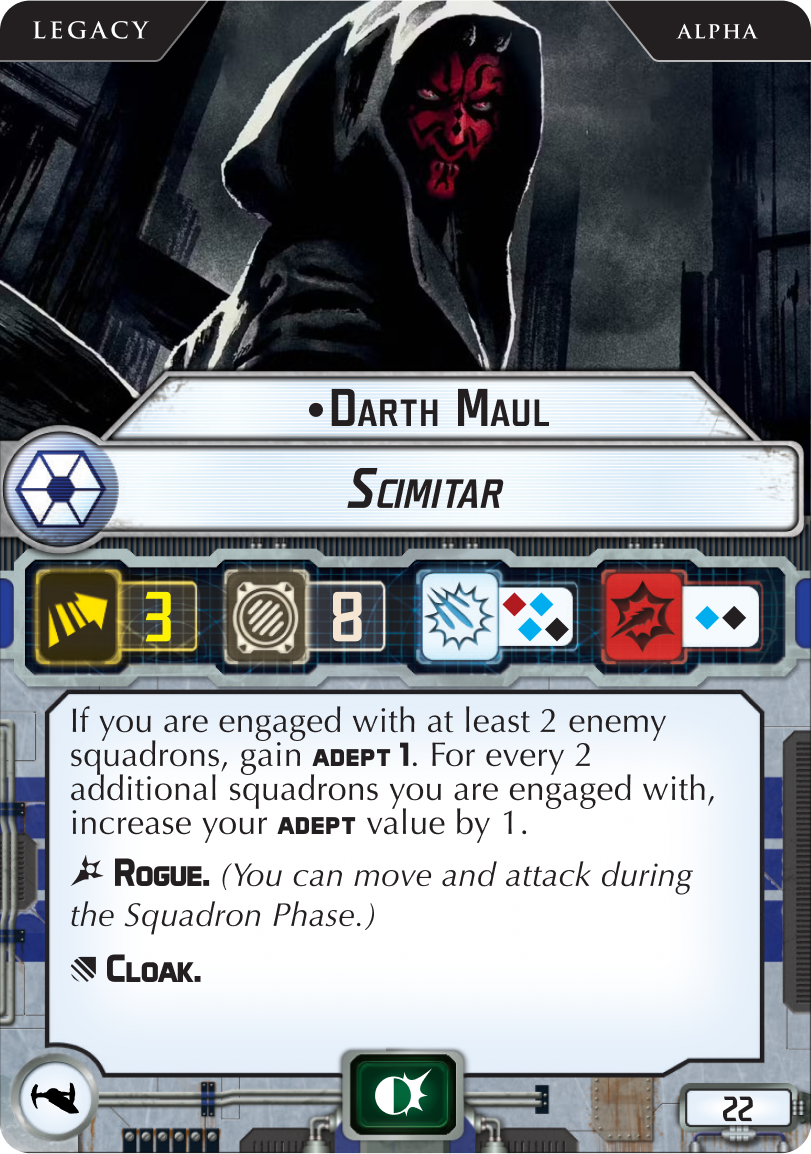 LEGACY
ALPHA
•DARTH MAUL
SCIMITAR
3
8
If you are engaged with at least 2 enemy
squadrons, gain ADEPT 1. For every 2
additional squadrons you are engaged with,
increase your ADEPT value by 1.
ROGUE. (You can move and attack during
the Squadron Phase.)
CLOAK.
22